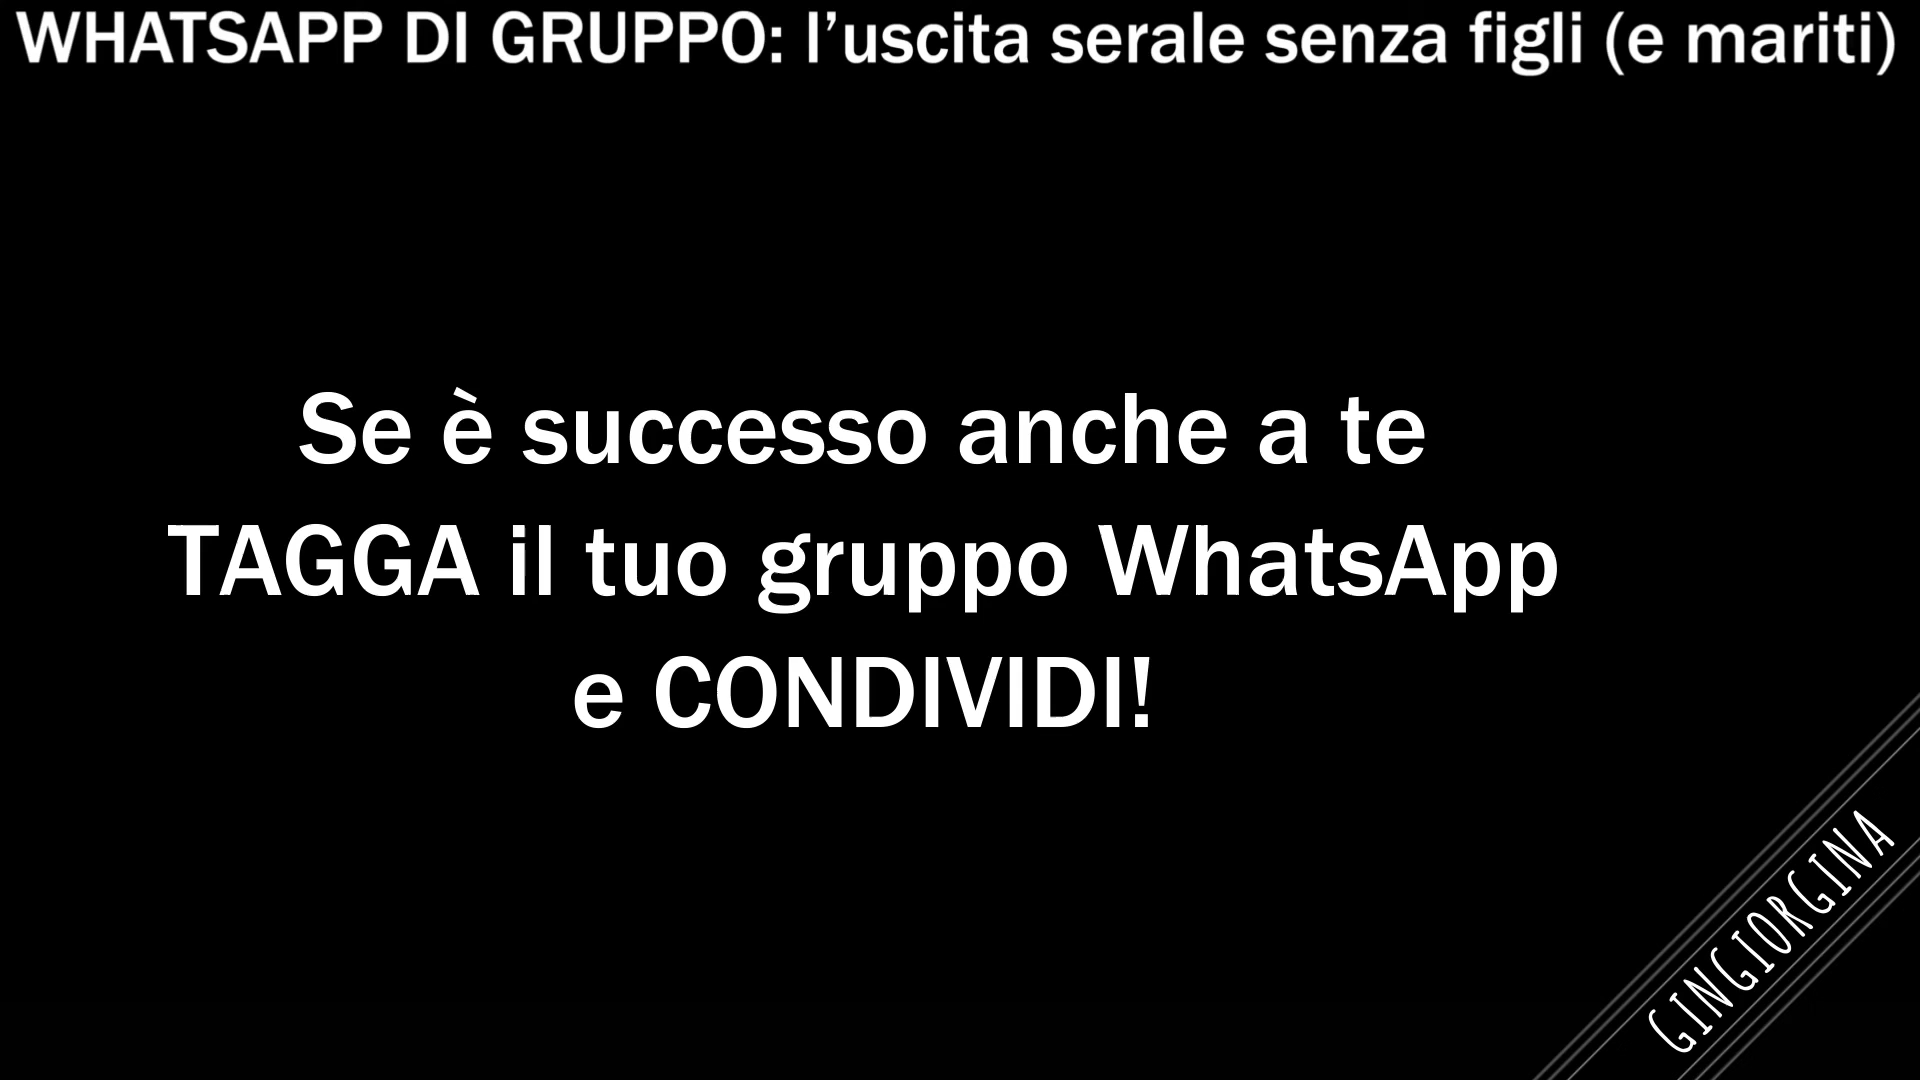 WHATSAPP DI GRUPPO: l’uscita serale senza figli (e mariti)
Se è successo anche a te
TAGGA il tuo gruppo WhatsApp
e CONDIVIDI!
GINGIORGINA